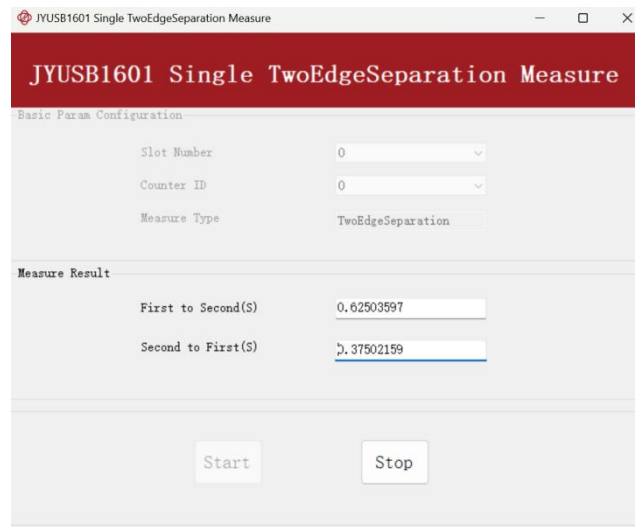 JYUSB1601 Single TwoEdgeSeparation Measure
JYUSB1601 Single TwoEdgeSeparation Measure
Basic Param Configuration
Slot Number 0
Counter ID 0
Measure Type TwoEdgeSeparation
Measure Result
First to Second(S) 0.62503597
Second to First(S) 0.37502159
Start Stop